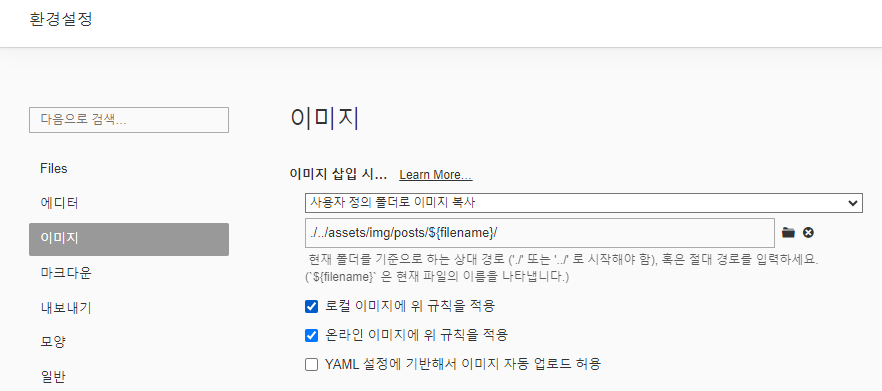 환경설정
다음으로 검색...
Files
에디터
이미지
마크다운
내보내기
모양
일반
이미지
이미지 삽입 시... Learn More...
사용자 정의 폴더로 이미지 복사
./../assets/img/posts/${filename}/
현재 폴더를 기준으로 하는 상대 경로 ('./' 또는 '../' 로 시작해야 함), 혹은 절대 경로를 입력하세요.
(`${filename}` 은 현재 파일의 이름을 나타냅니다.)
로컬 이미지에 위 규칙을 적용
온라인 이미지에 위 규칙을 적용
YAML 설정에 기반해서 이미지 자동 업로드 허용